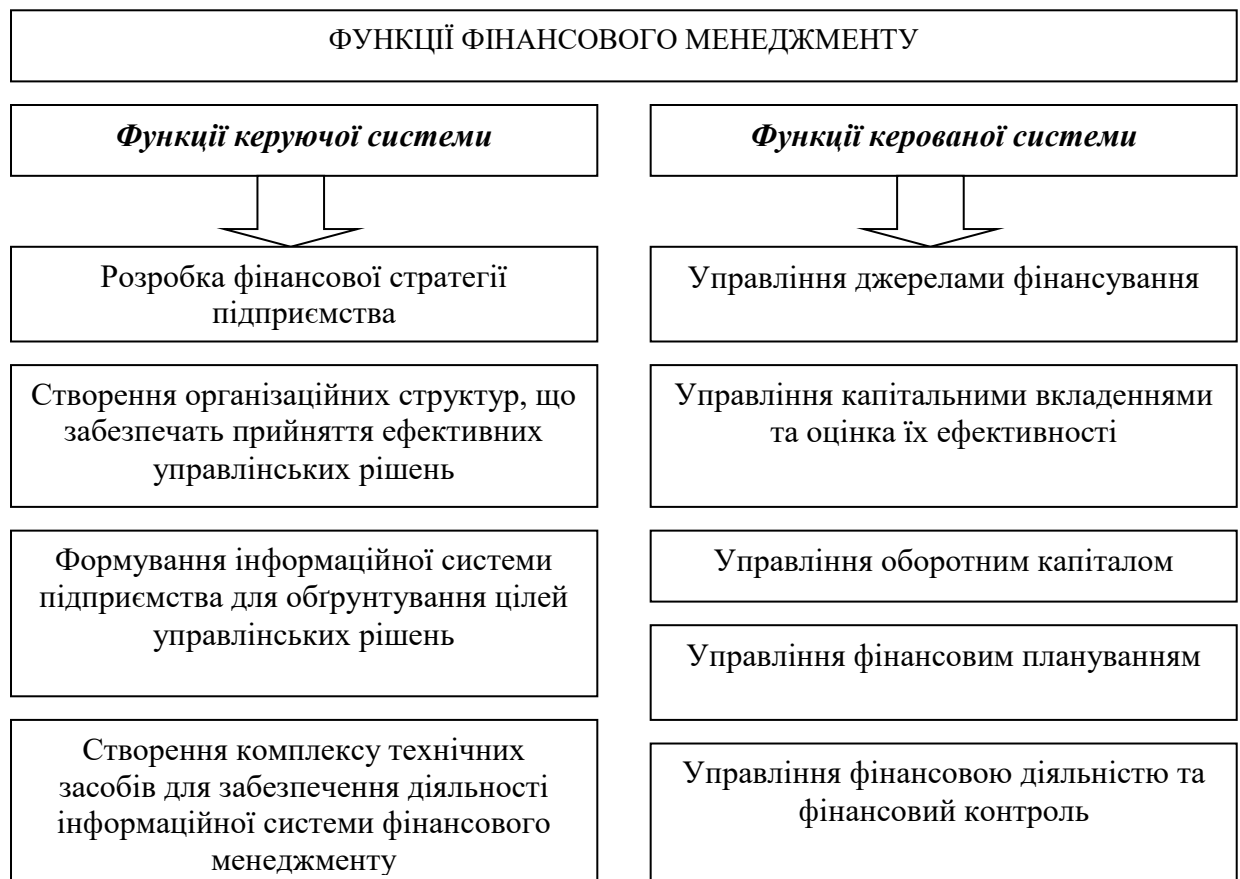 ФУНКЦІЇ ФІНАНСОВОГО МЕНЕДЖМЕНТУ
Функції керуючої системи
Розробка фінансової стратегії
підприємства
Створення організаційних структур, що
забезпечать прийняття ефективних
управлінських рішень
Формування інформаційної системи
підприємства для обґрунтування цілей
управлінських рішень
Створення комплексу технічних
засобів для забезпечення діяльності
інформаційної системи фінансового
менеджменту
Функції керованої системи
Управління джерелами фінансування
Управління капітальними вкладеннями
та оцінка їх ефективності
Управління оборотним капіталом
Управління фінансовим плануванням
Управління фінансовою діяльністю та
фінансовий контроль